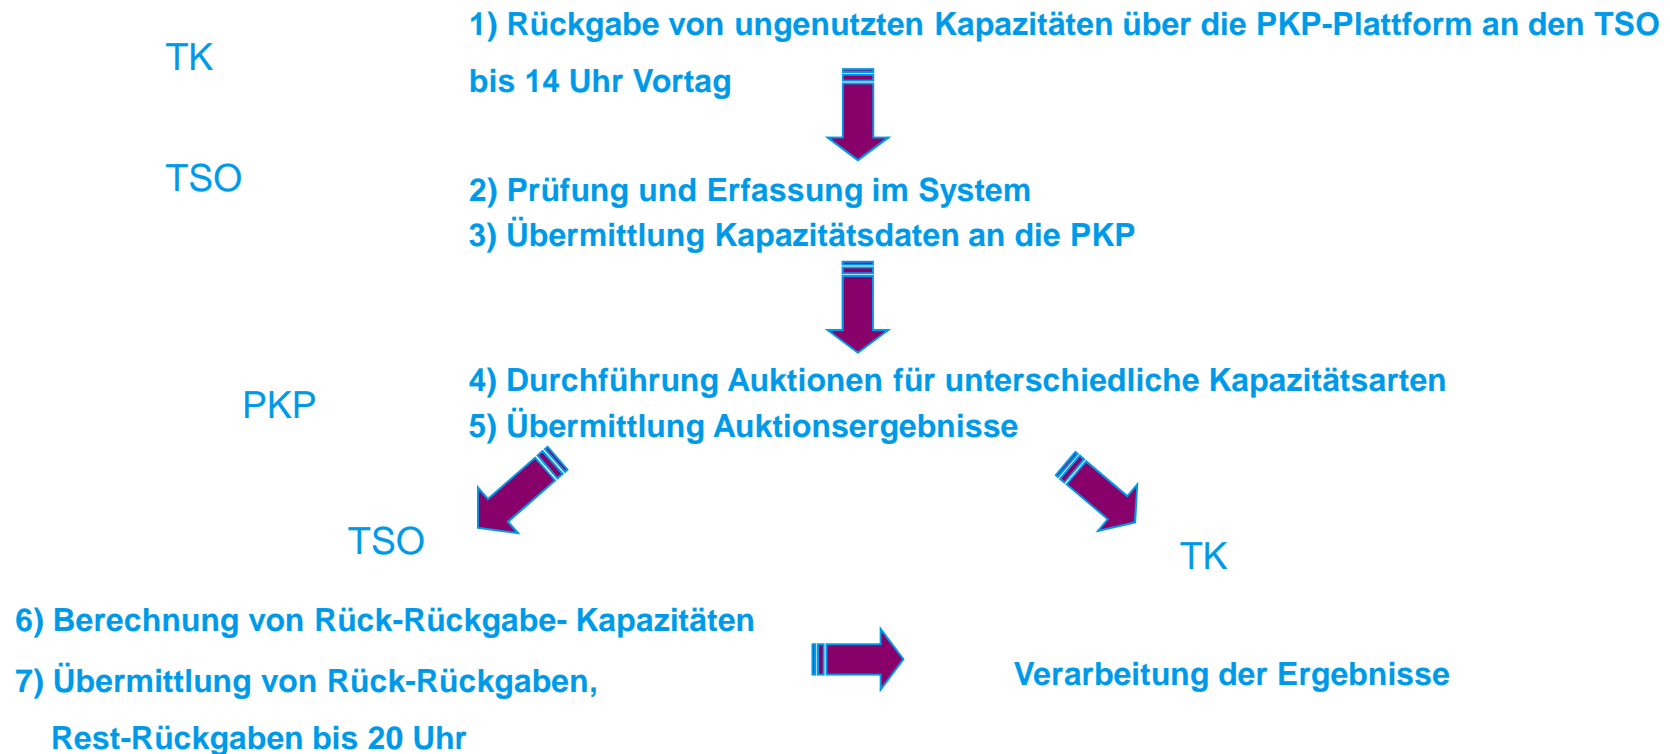 1) Rückgabe von ungenutzten Kapazitäten über die PKP-Plattform an den TSO
TK
bis 14 Uhr Vortag
TSO
2) Prüfung und Erfassung im System
3) Übermittlung Kapazitätsdaten an die PKP
4) Durchführung Auktionen für unterschiedliche Kapazitätsarten
PKP
5) Übermittlung Auktionsergebnisse
TSO
TK
6) Berechnung von Rück-Rückgabe- Kapazitäten
7) Übermittlung von Rück-Rückgaben,
Verarbeitung der Ergebnisse
Rest-Rückgaben bis 20 Uhr